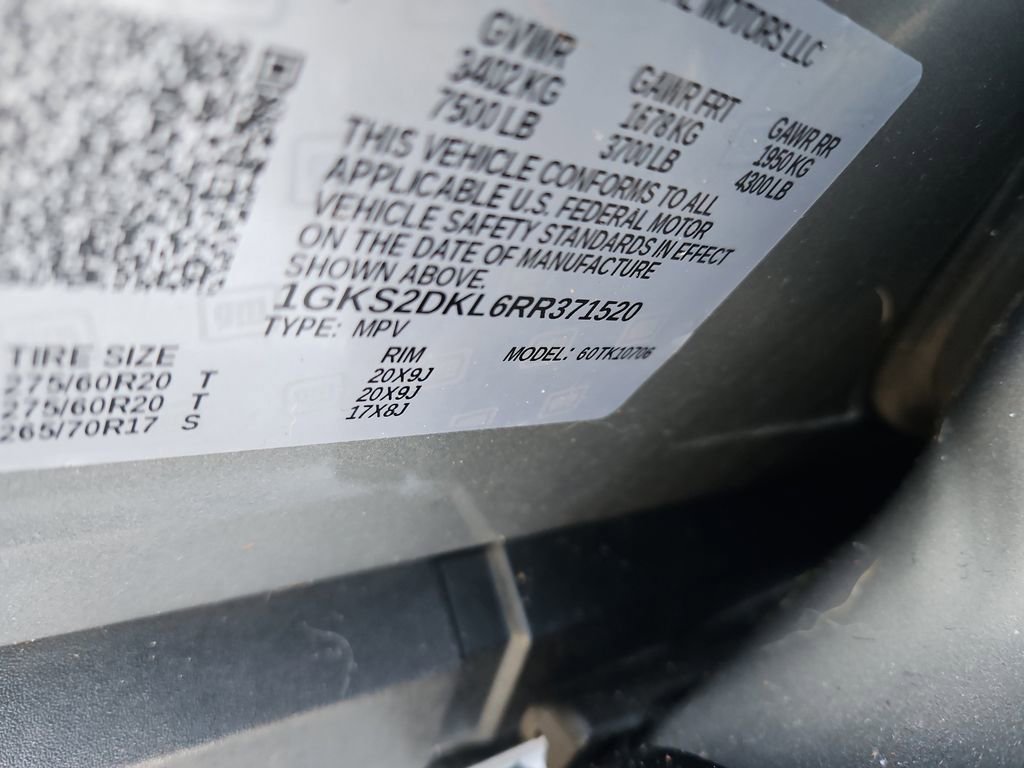 MOTORS LLC
GVWR GAWR FRT GAWR RR
3402 KG 1678 KG 1950 KG
7500 LB 3700 LB 4300 LB
THIS VEHICLE CONFORMS TO ALL
APPLICABLE U.S. FEDERAL MOTOR
VEHICLE SAFETY STANDARDS IN EFFECT
ON THE DATE OF MANUFACTURE
SHOWN ABOVE.
1GKS2DKL6RR371520
TYPE: MPV
MODEL: 60TK10706
TIRE SIZE RIM
275/60R20 T 20X9J
275/60R20 T 20X9J
265/70R17 S 17X8J